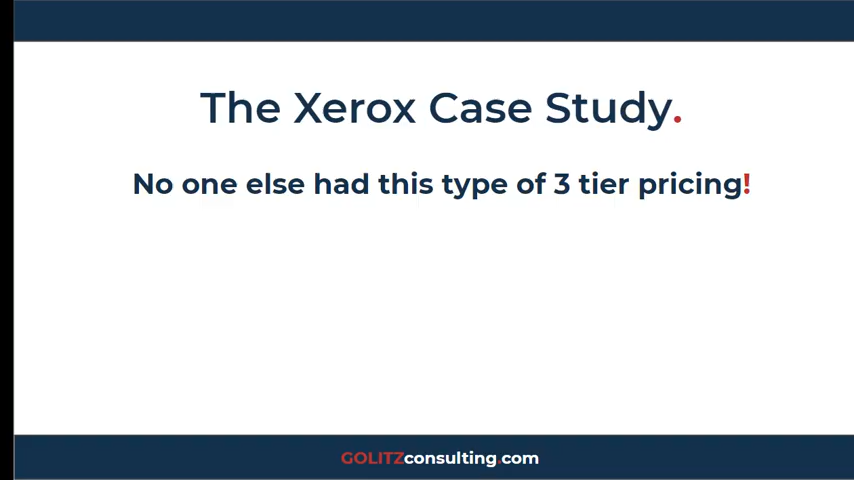 The Xerox Case Study.
No one else had this type of 3 tier pricing!
GOLITZconsulting.com